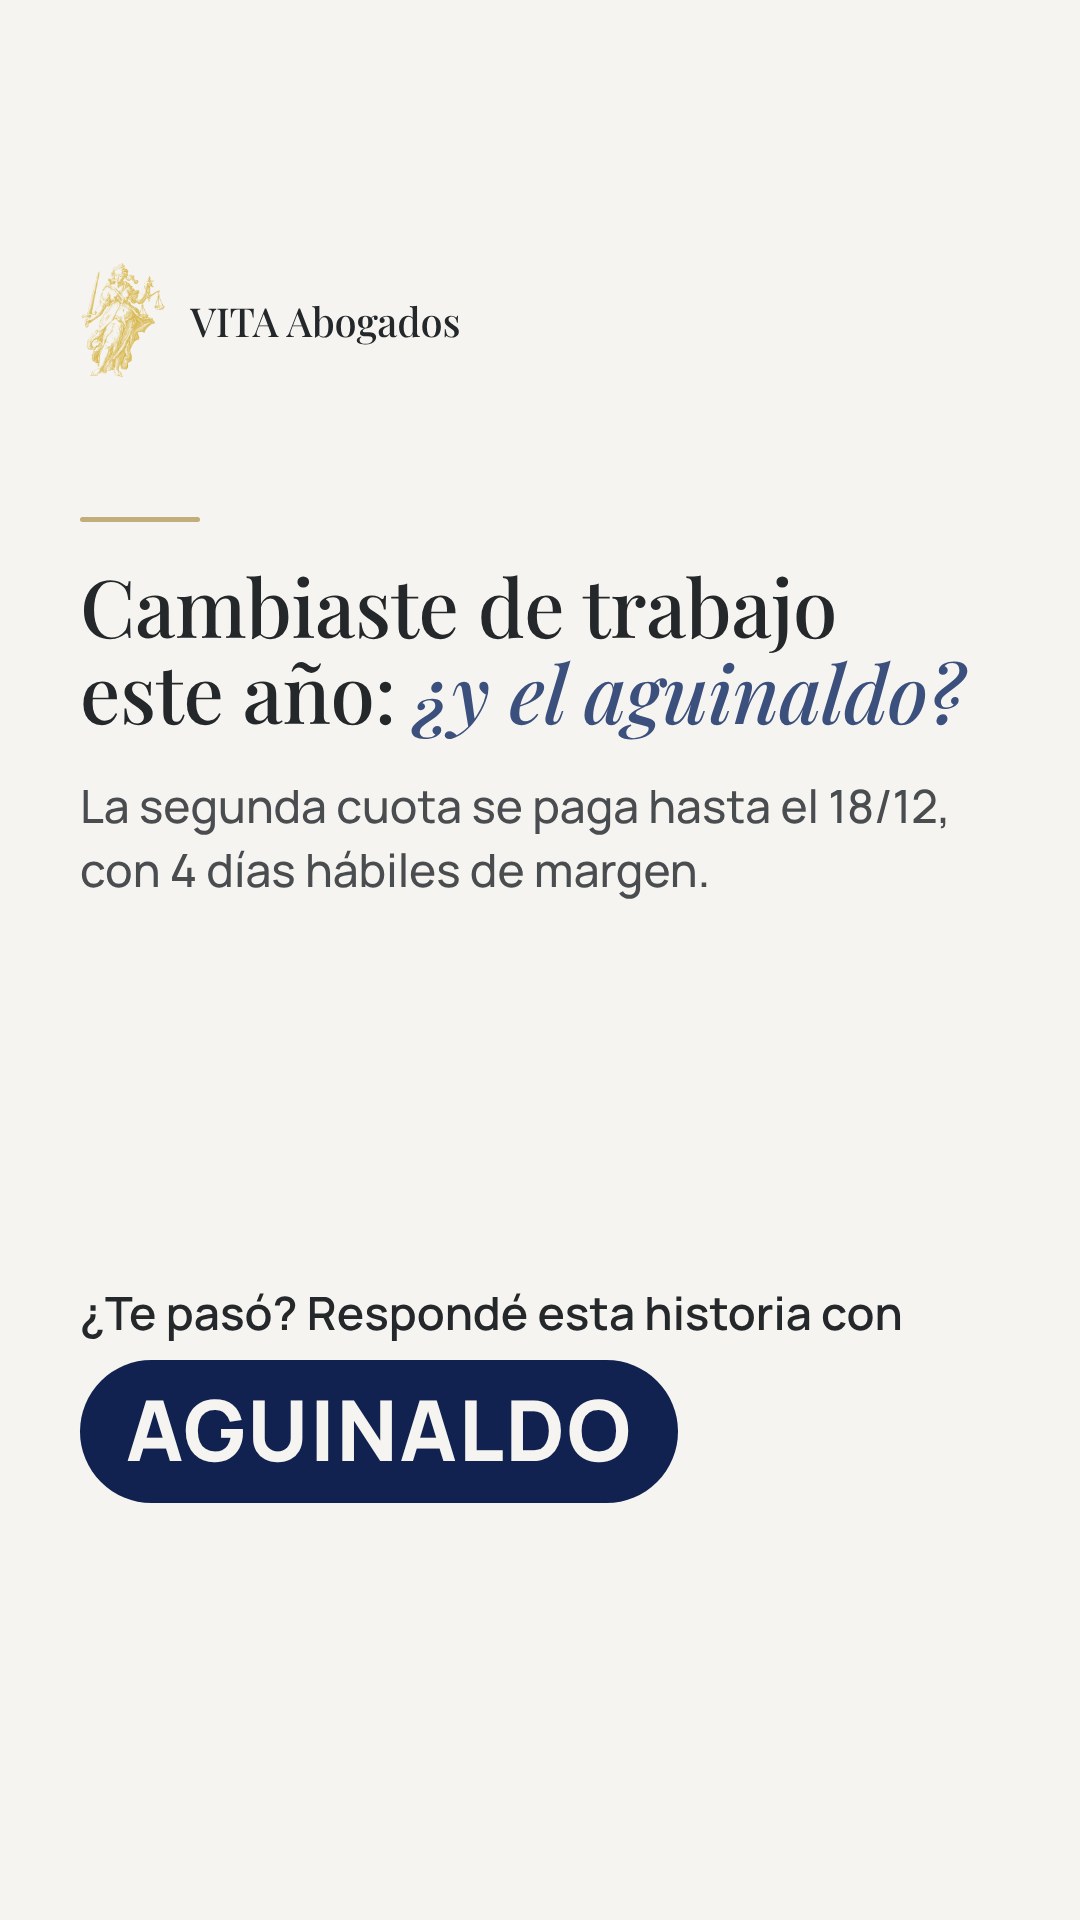 VITA Abogados
Cambiaste de trabajo
este año: ¿y el aguinaldo?
La segunda cuota se paga hasta el 18/12,
con 4 días hábiles de margen.
¿Te pasó? Respondé esta historia con
AGUINALDO